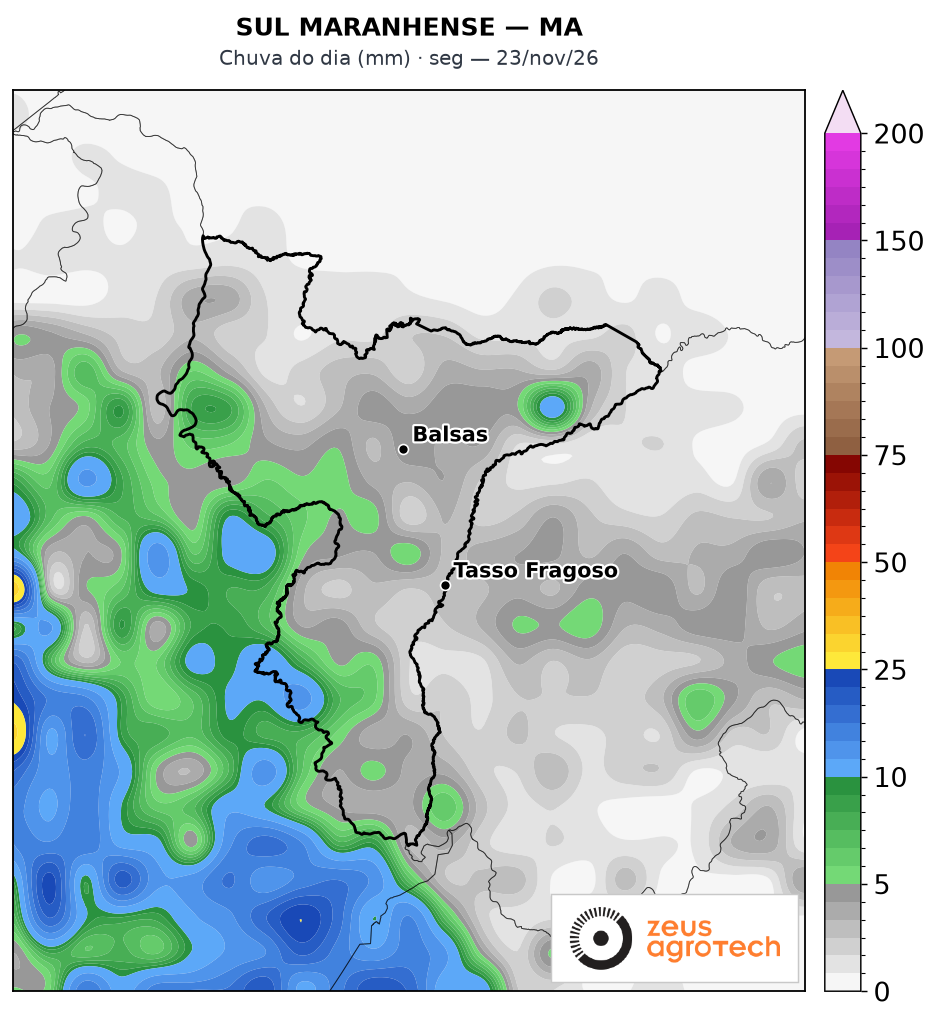 SUL MARANHENSE — MA
Chuva do dia (mm) · seg — 23/nov/26
200
150
100
75
50
25
10
5
0
Balsas
Tasso Fragoso
zeus
agrotech